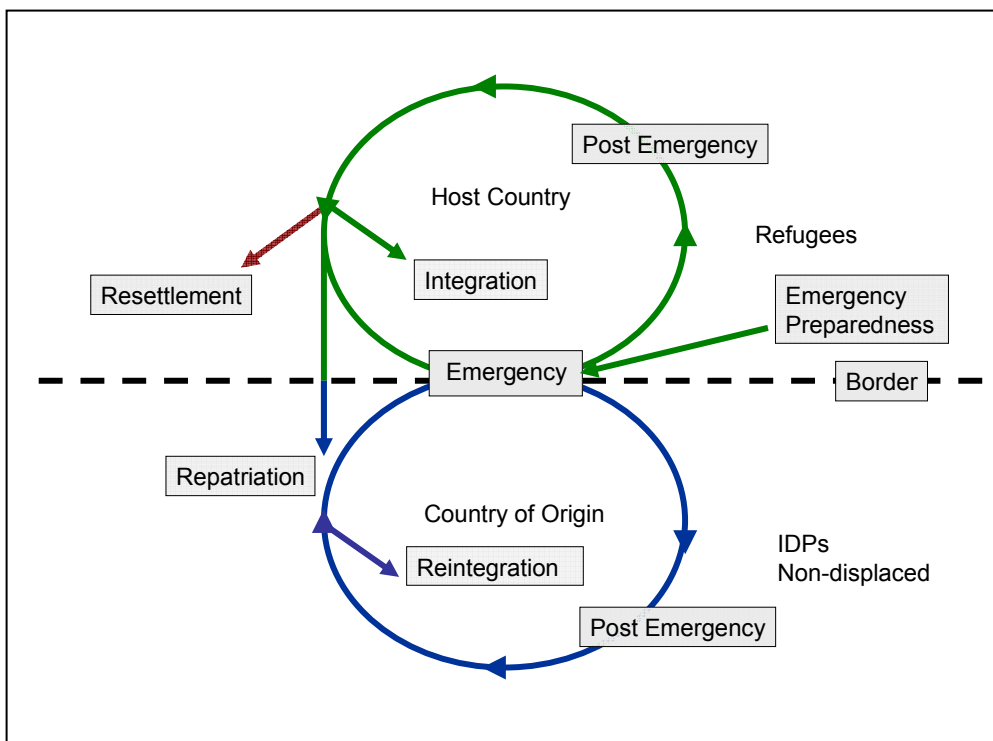 Post Emergency
Host Country
Refugees
Resettlement
Integration
Emergency
Preparedness
Emergency
Border
Repatriation
Country of Origin
IDPs
Non-displaced
Reintegration
Post Emergency